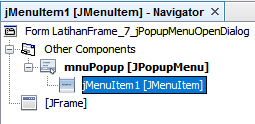 jMenuItem1 [JMenuItem] - Navigator
Form LatihanFrame_7_jPopupMenuOpenDialog
Other Components
mnuPopup [JPopupMenu]
jMenuItem1 [JMenuItem]
[JFrame]